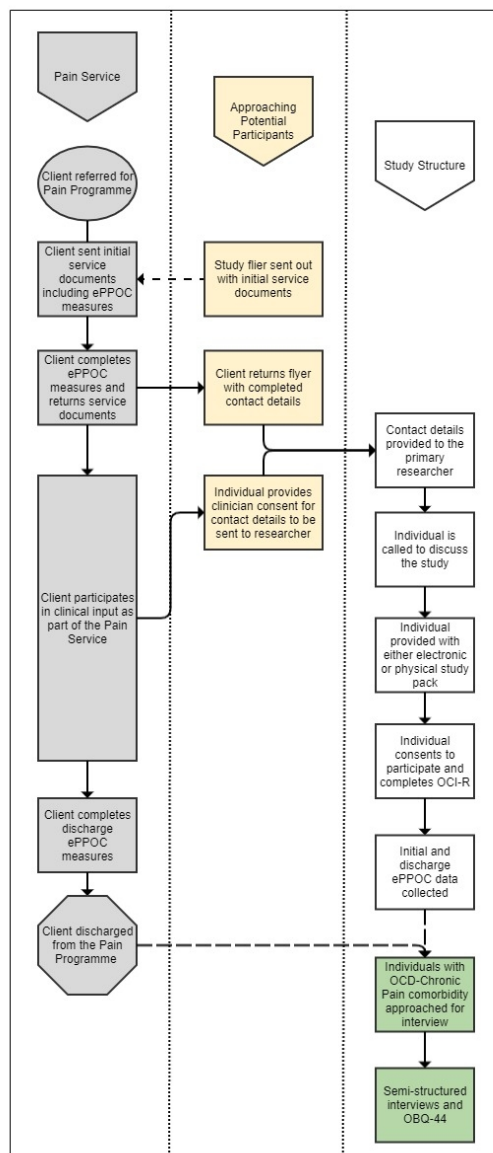 Pain Service
Client referred for
Pain Programme
Client sent initial
service
documents
including ePPOC
measures
Client completes
ePPOC
measures and
returns service
documents
Client participates
in clinical input as
part of the Pain
Service
Client completes
discharge
ePPOC
measures
Client discharged
from the Pain
Programme
Approaching
Potential
Participants
Study flier sent out
with initial service
documents
Client returns flyer
with completed
contact details
Individual provides
clinician consent for
contact details to be
sent to researcher
Study Structure
Contact details
provided to the
primary
researcher
Individual is
called to discuss
the study
Individual
provided with
either electronic
or physical study
pack
Individual
consents to
participate and
completes OCI-R
Initial and
discharge
ePPOC data
collected
Individuals with
OCD-Chronic
Pain comorbidity
approached for
interview
Semi-structured
interviews and
OBQ-44